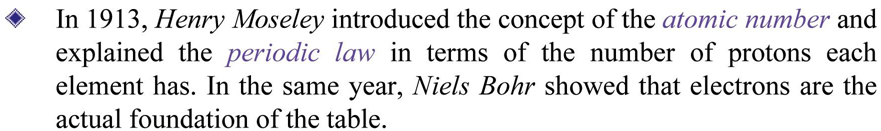 In 1913, Henry Moseley introduced the concept of the atomic number and
explained the periodic law in terms of the number of protons each
element has. In the same year, Niels Bohr showed that electrons are the
actual foundation of the table.